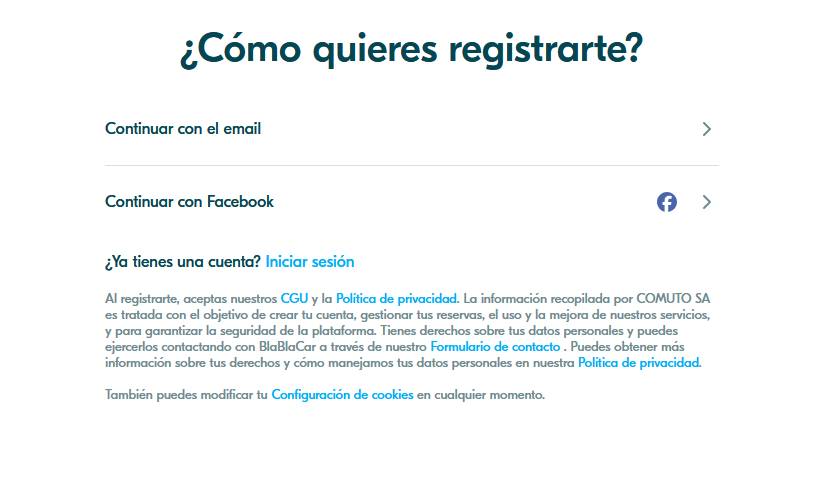 ¿Cómo quieres registrarte?
Continuar con el email
Continuar con Facebook
¿Ya tienes una cuenta? Iniciar sesión
Al registrarte, aceptas nuestros CGU y la Política de privacidad. La información recopilada por COMUTO SA
es tratada con el objetivo de crear tu cuenta, gestionar tus reservas, el uso y la mejora de nuestros servicios,
y para garantizar la seguridad de la plataforma. Tienes derechos sobre tus datos personales y puedes
ejercerlos contactando con BlaBlaCar a través de nuestro Formulario de contacto . Puedes obtener más
información sobre tus derechos y cómo manejamos tus datos personales en nuestra Política de privacidad.
También puedes modificar tu Configuración de cookies en cualquier momento.